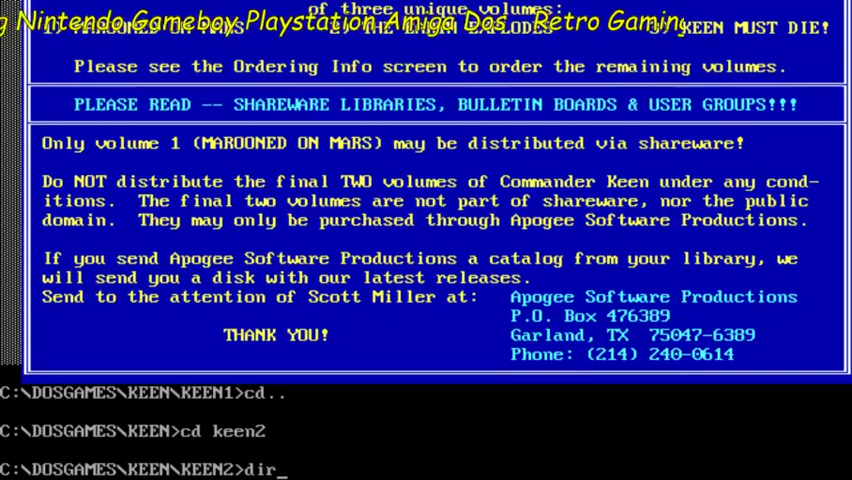 of three unique volumes:
g Nintendo Gameboy Playstation Amiga Dos - Retro Gaming
KEEN MUST DIE!
Please see the Ordering Info screen to order the remaining volumes.
PLEASE READ -- SHAREWARE LIBRARIES, BULLETIN BOARDS & USER GROUPS!!!
Only volume 1 (MAROONED ON MARS) may be distributed via shareware!
Do NOT distribute the final TWO volumes of Commander Keen under any cond-
itions.  The final two volumes are not part of shareware, nor the public
domain.  They may only be purchased through Apogee Software Productions.
If you send Apogee Software Productions a catalog from your library, we
will send you a disk with our latest releases.
Send to the attention of Scott Miller at:   Apogee Software Productions
P.O. Box 476389
THANK YOU!   Garland, TX  75047-6389
Phone: (214) 240-0614
C:\DOSGAMES\KEEN\KEEN1>cd..
C:\DOSGAMES\KEEN>cd keen2
C:\DOSGAMES\KEEN\KEEN2>dir_